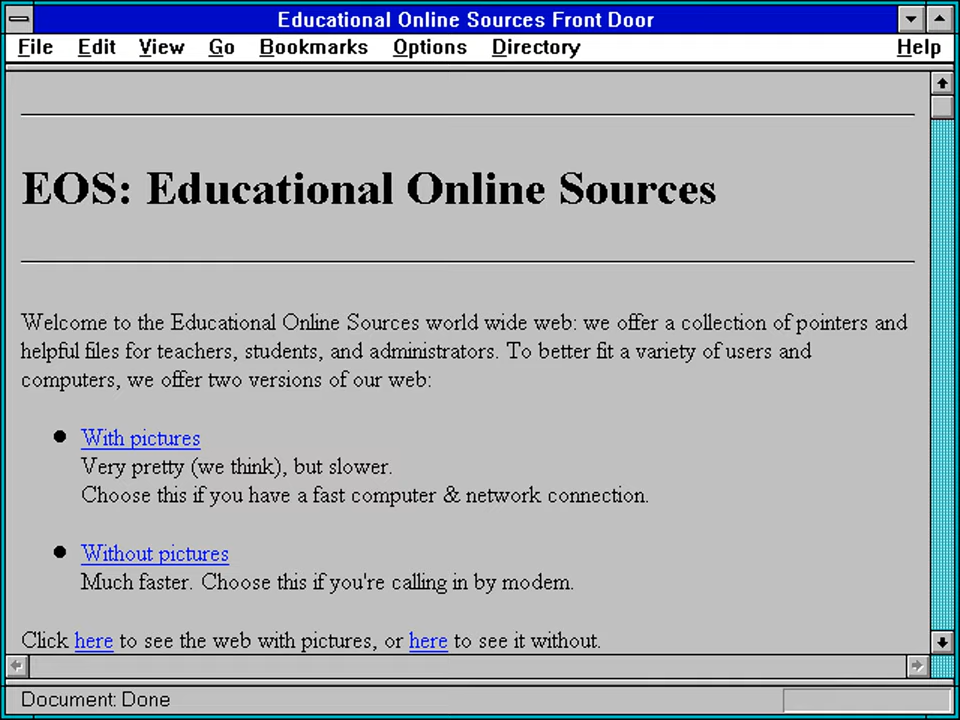 Educational Online Sources Front Door
File Edit View Go Bookmarks Options Directory Help
EOS: Educational Online Sources
Welcome to the Educational Online Sources world wide web: we offer a collection of pointers and
helpful files for teachers, students, and administrators. To better fit a variety of users and
computers, we offer two versions of our web:
With pictures
Very pretty (we think), but slower.
Choose this if you have a fast computer & network connection.
Without pictures
Much faster. Choose this if you're calling in by modem.
Click here to see the web with pictures, or here to see it without.
Document: Done